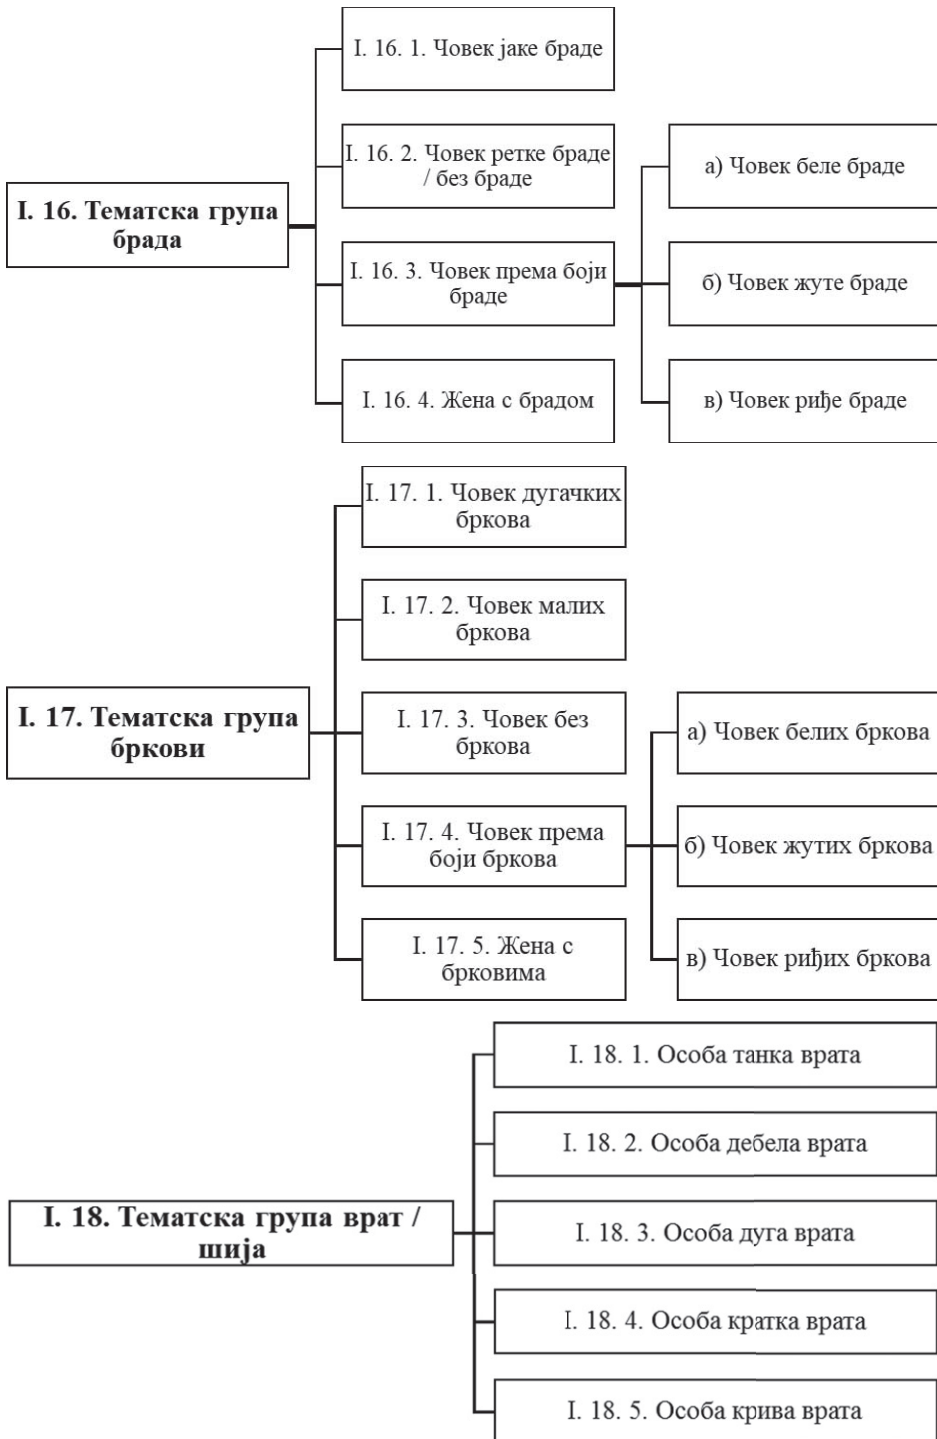 I. 16. Тематска група
брада
I. 16. 1. Човек јаке браде
I. 16. 2. Човек ретке браде
/ без браде
I. 16. 3. Човек према боји
браде
а) Човек беле браде
б) Човек жуте браде
в) Човек риђе браде
I. 16. 4. Жена с брадом
I. 17. Тематска група
бркови
I. 17. 1. Човек дугачких
бркова
I. 17. 2. Човек малих
бркова
I. 17. 3. Човек без
бркова
I. 17. 4. Човек према
боји бркова
а) Човек белих бркова
б) Човек жутих бркова
в) Човек риђих бркова
I. 17. 5. Жена с
брковима
I. 18. Тематска група врат /
шија
I. 18. 1. Особа танка врата
I. 18. 2. Особа дебела врата
I. 18. 3. Особа дуга врата
I. 18. 4. Особа кратка врата
I. 18. 5. Особа крива врата